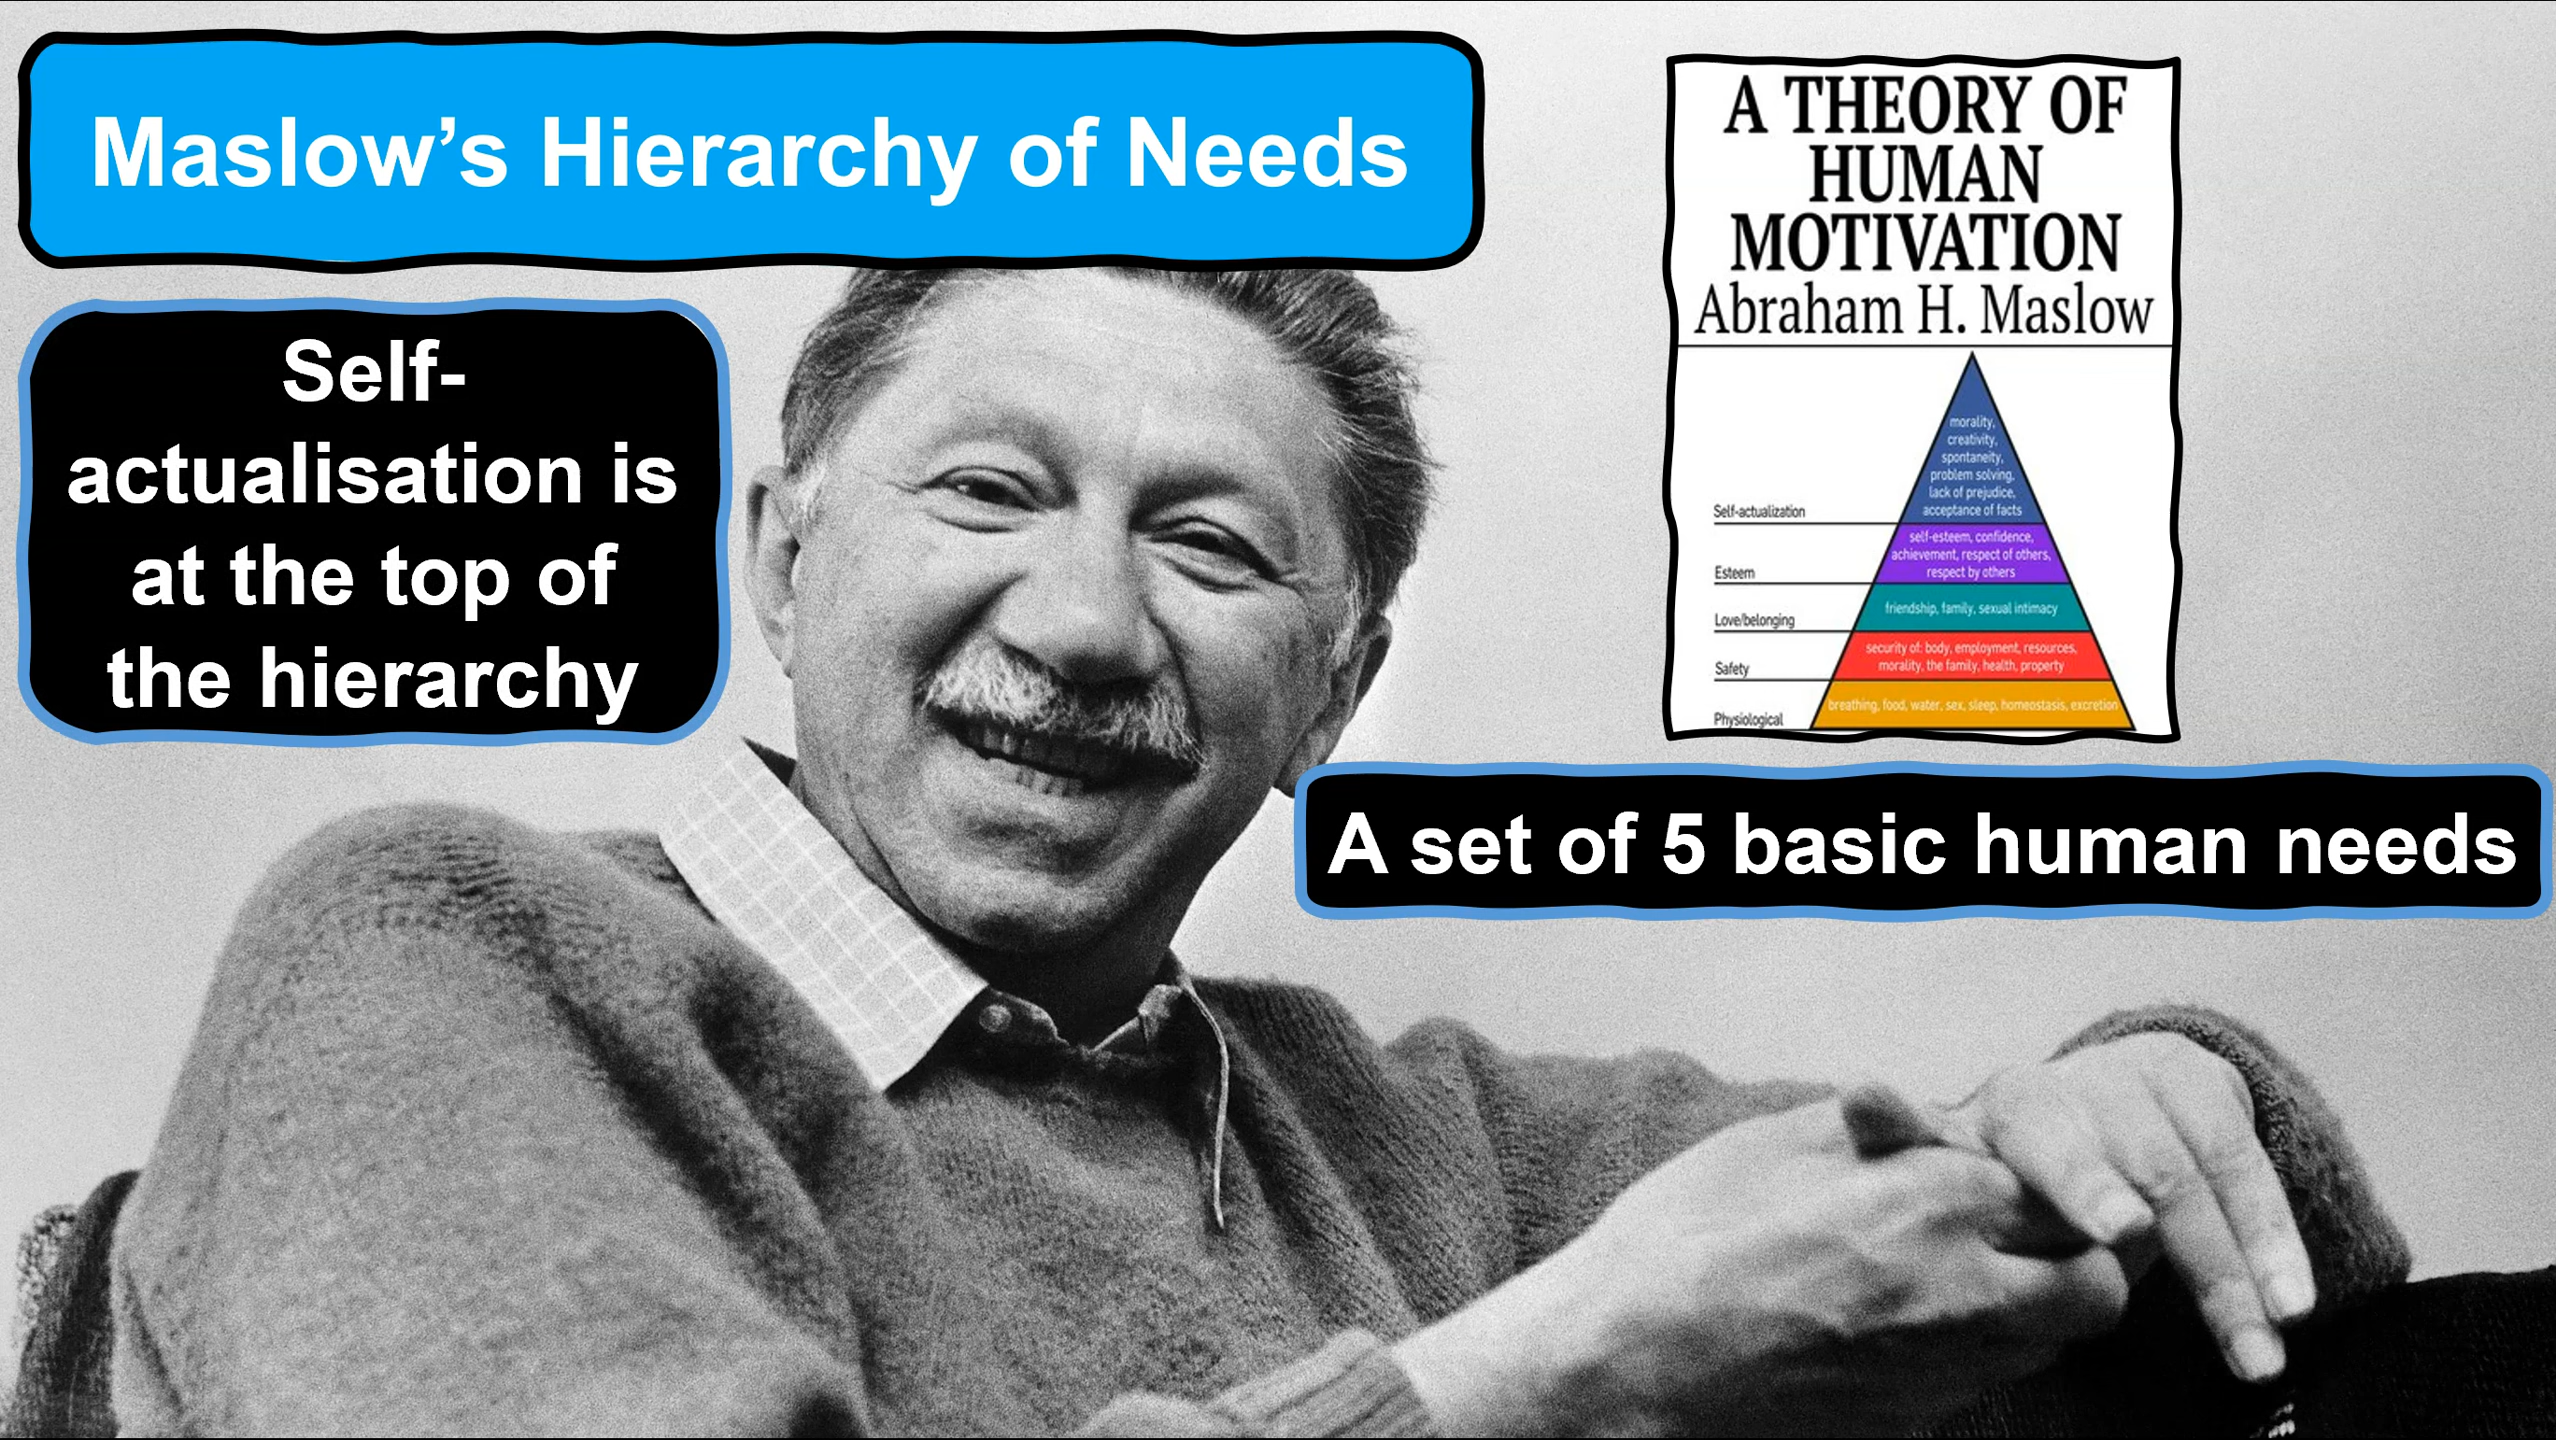 Maslow’s Hierarchy of Needs
Self-
actualisation is
at the top of
the hierarchy
A THEORY OF
HUMAN
MOTIVATION
Abraham H. Maslow
morality,
creativity,
spontaneity,
problem solving,
lack of prejudice,
acceptance of facts
Self-actualization
self-esteem, confidence,
achievement, respect of others,
respect by others
Esteem
friendship, family, sexual intimacy
Love/belonging
security of: body, employment, resources,
morality, the family, health, property
Safety
breathing, food, water, sex, sleep, homeostasis, excretion
Physiological
A set of 5 basic human needs